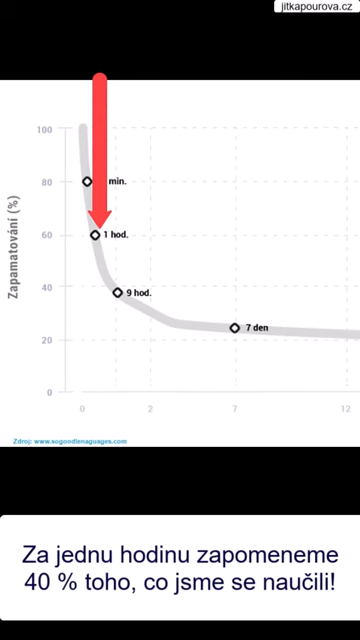 jitkapourova.cz
100
80
60
40
20
0
Zapamatování (%)
min.
1 hod.
9 hod.
7 den
0 2 7 12
Zdroj: www.sogoodlenaguages.com
Za jednu hodinu zapomeneme
40 % toho, co jsme se naučili!